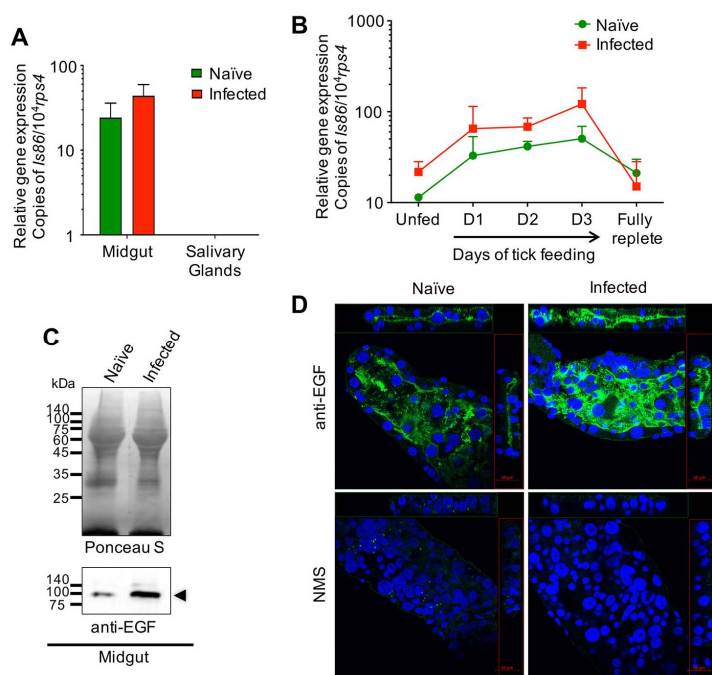 A
Relative gene expression
Copies of Is86/10⁴rps4
100
10
1
Naïve
Infected
Midgut
Salivary
Glands
B
Relative gene expression
Copies of Is86/10⁴rps4
1000
100
10
Naïve
Infected
Unfed
D1
D2
D3
Fully
replete
Days of tick feeding
C
Naïve
Infected
kDa
140
100
75
60
45
35
25
Ponceau S
140
100
75
anti-EGF
Midgut
D
Naïve
Infected
anti-EGF
NMS